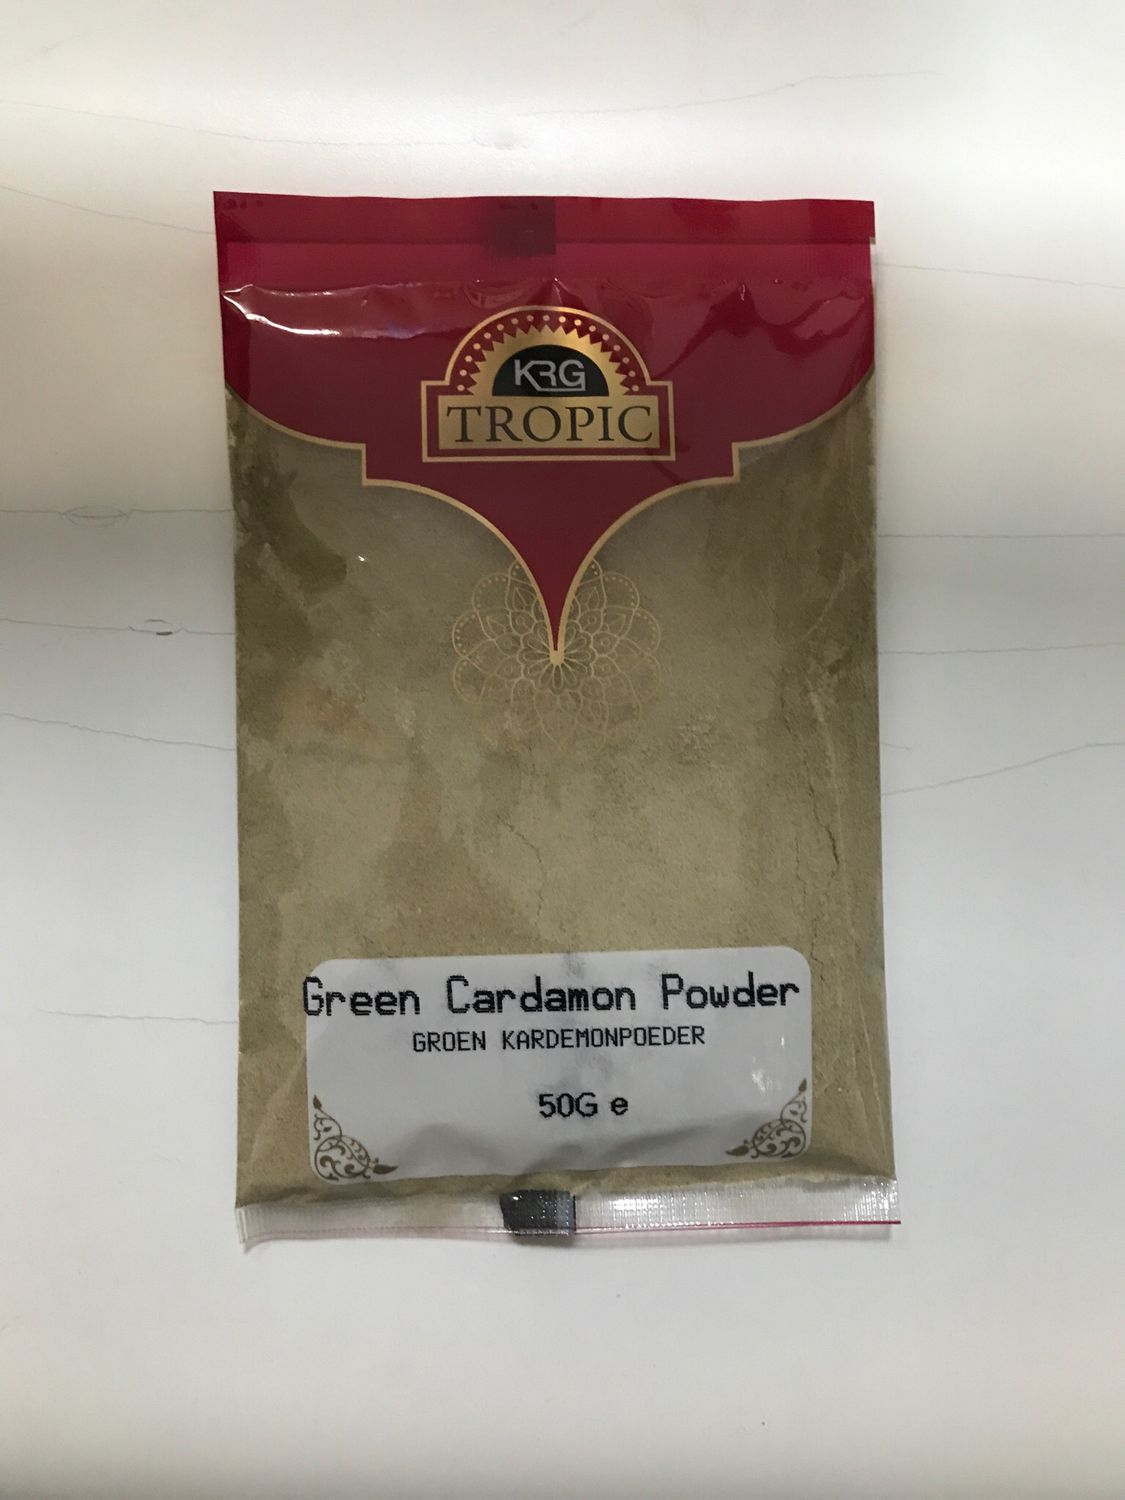 KRG
TROPIC
Green Cardamon Powder
GROEN KARDEMONPOEDER
50G e